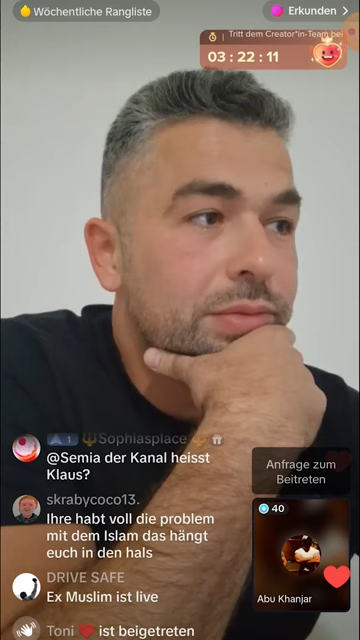 Wöchentliche Rangliste
Erkunden >
Tritt dem Creator*in-Team bei
03 : 22 : 11
1 Sophiasplace
@Semia der Kanal heisst
Klaus?
skrabycoco13.
Ihre habt voll die problem
mit dem Islam das hängt
euch in den hals
DRIVE SAFE
Ex Muslim ist live
Toni ist beigetreten
Anfrage zum
Beitreten
40
Abu Khanjar